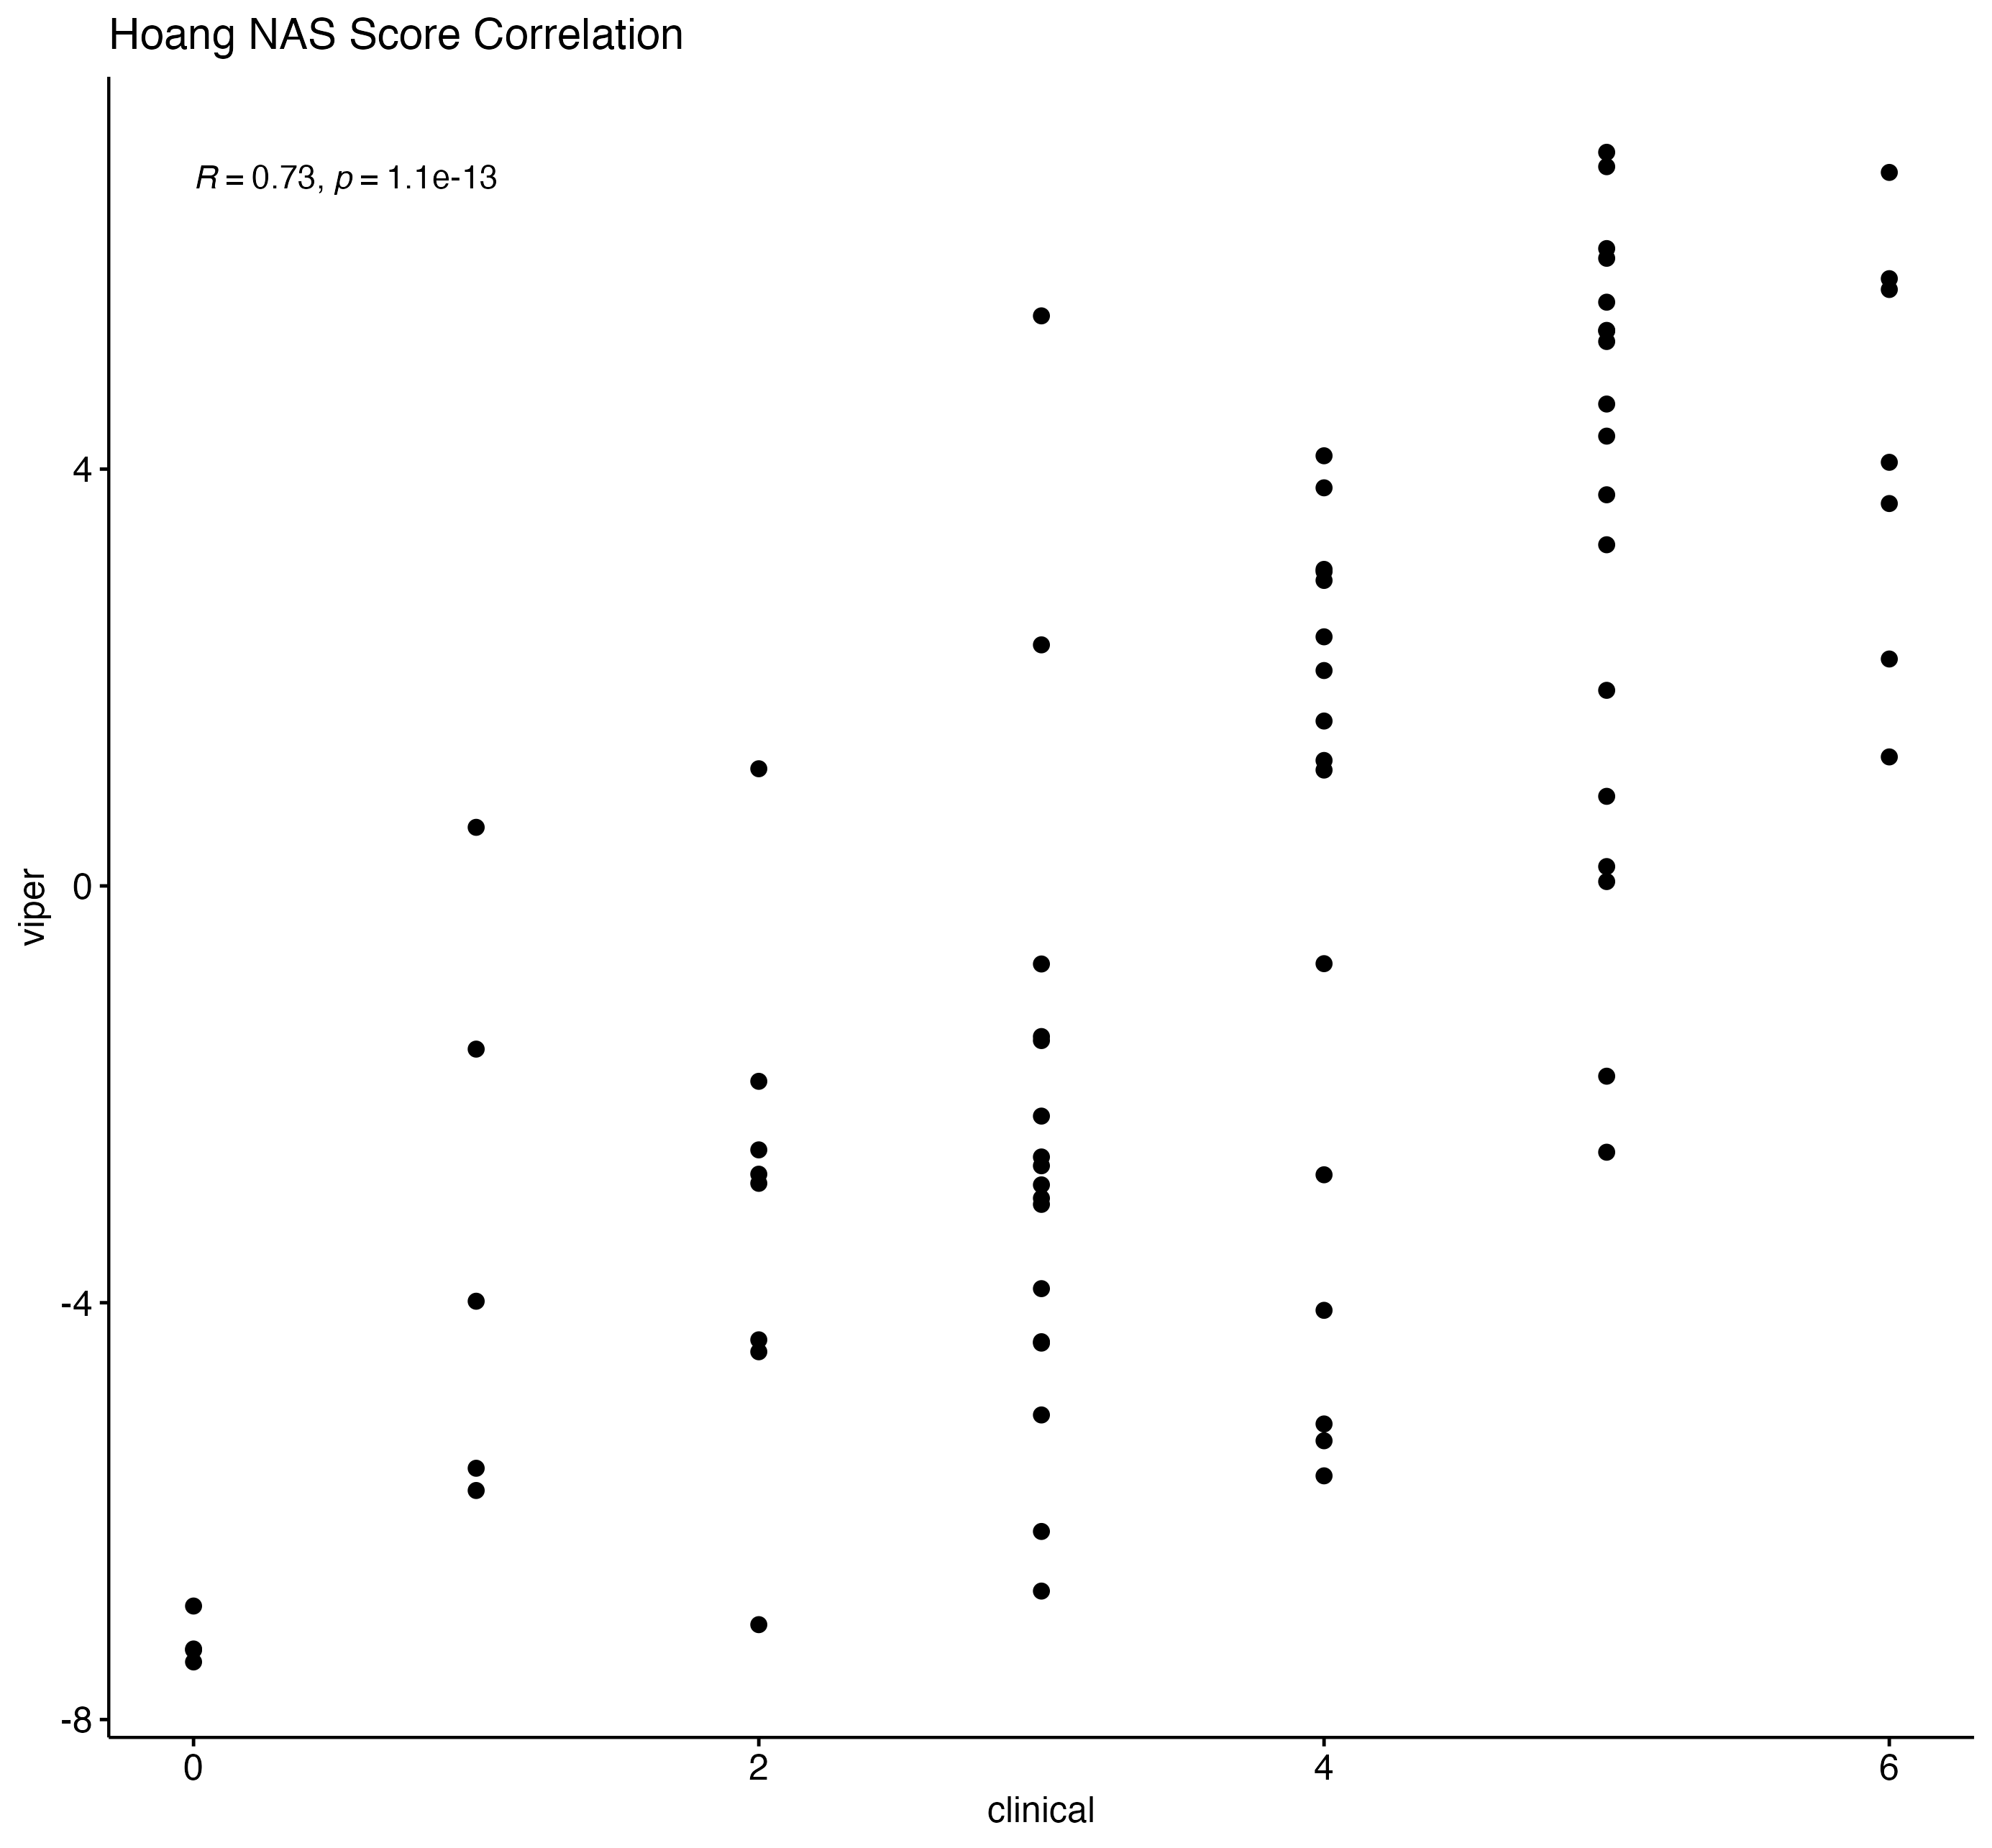 Hoang NAS Score Correlation
R = 0.73, p = 1.1e-13
4
0
-4
-8
viper
0 2 4 6
clinical